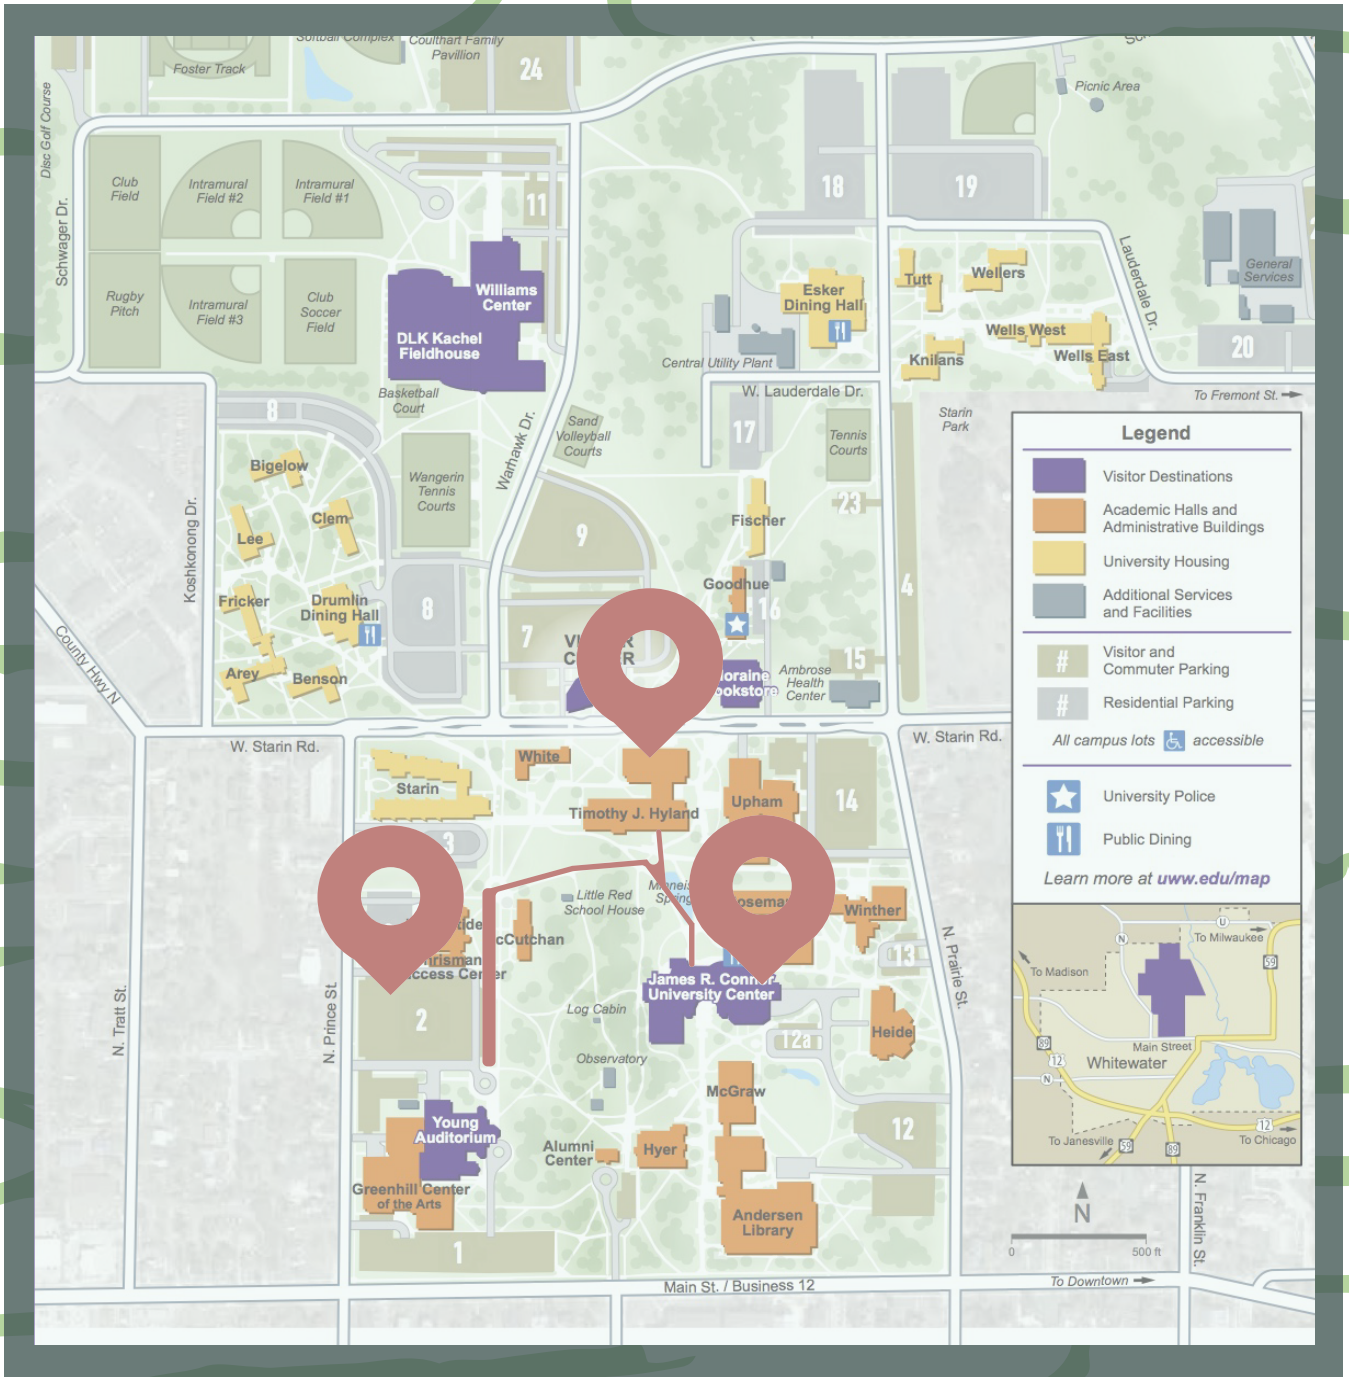 Softball Complex
Coulthart Family
Pavilion
Foster Track
24
Disc Golf Course
Picnic Area
Club
Field
Intramural
Field #2
Intramural
Field #1
11
18
19
Schwager Dr.
Rugby
Pitch
Intramural
Field #3
Club
Soccer
Field
Williams
Center
DLK Kachel
Fieldhouse
Basketball
Court
Esker
Dining Hall
Central Utility Plant
W. Lauderdale Dr.
Tutt
Wellers
Wells West
Wells East
Knilans
Lauderdale Dr.
General
Services
20
To Fremont St.
Starin
Park
8
Bigelow
Clem
Lee
Fricker
Drumlin
Dining Hall
Arey
Benson
8
Koshkonong Dr.
County Hwy N
Wangerin
Tennis
Courts
Warhawk Dr.
Sand
Volleyball
Courts
17
Tennis
Courts
23
Fischer
9
Goodhue
16
4
7
15
Ambrose
Health
Center
W. Starin Rd.
W. Starin Rd.
Legend
Visitor Destinations
Academic Halls and
Administrative Buildings
University Housing
Additional Services
and Facilities
# Visitor and
Commuter Parking
# Residential Parking
All campus lots accessible
University Police
Public Dining
Learn more at uww.edu/map
Starin
White
Timothy J. Hyland
Upham
14
3
Little Red
School House
Winther
13
James R. Connor
University Center
2
Log Cabin
Observatory
12a
Heide
McGraw
12
Young
Auditorium
Greenhill Center
of the Arts
Alumni
Center
Hyer
Andersen
Library
1
N. Tratt St.
N. Prince St.
N. Prairie St.
N. Franklin St.
Main St. / Business 12
To Downtown
U
N
To Milwaukee
59
To Madison
Main Street
89
12
Whitewater
N
12
To Janesville
59
89
To Chicago
N
0
500 ft